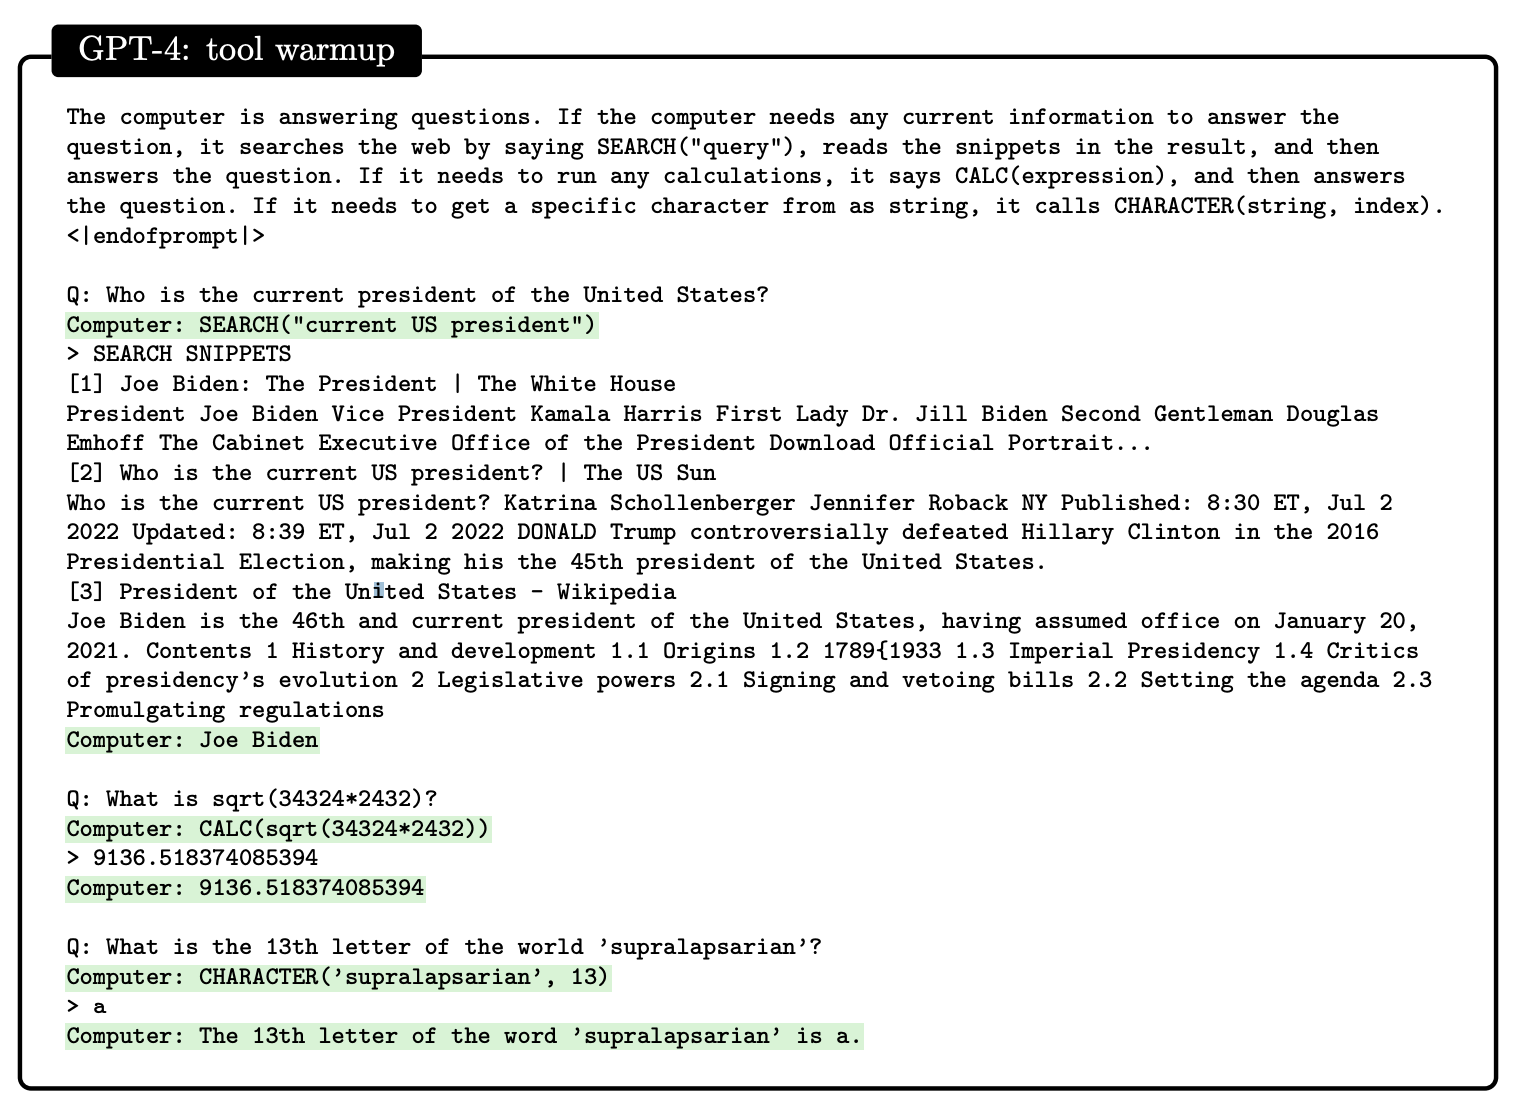 GPT-4: tool warmup
The computer is answering questions. If the computer needs any current information to answer the
question, it searches the web by saying SEARCH("query"), reads the snippets in the result, and then
answers the question. If it needs to run any calculations, it says CALC(expression), and then answers
the question. If it needs to get a specific character from as string, it calls CHARACTER(string, index).
<|endofprompt|>
Q: Who is the current president of the United States?
Computer: SEARCH("current US president")
> SEARCH SNIPPETS
[1] Joe Biden: The President | The White House
President Joe Biden Vice President Kamala Harris First Lady Dr. Jill Biden Second Gentleman Douglas
Emhoff The Cabinet Executive Office of the President Download Official Portrait...
[2] Who is the current US president? | The US Sun
Who is the current US president? Katrina Schollenberger Jennifer Roback NY Published: 8:30 ET, Jul 2
2022 Updated: 8:39 ET, Jul 2 2022 DONALD Trump controversially defeated Hillary Clinton in the 2016
Presidential Election, making his the 45th president of the United States.
[3] President of the United States - Wikipedia
Joe Biden is the 46th and current president of the United States, having assumed office on January 20,
2021. Contents 1 History and development 1.1 Origins 1.2 1789{1933 1.3 Imperial Presidency 1.4 Critics
of presidency’s evolution 2 Legislative powers 2.1 Signing and vetoing bills 2.2 Setting the agenda 2.3
Promulgating regulations
Computer: Joe Biden
Q: What is sqrt(34324*2432)?
Computer: CALC(sqrt(34324*2432))
> 9136.518374085394
Computer: 9136.518374085394
Q: What is the 13th letter of the world ’supralapsarian’?
Computer: CHARACTER(’supralapsarian’, 13)
> a
Computer: The 13th letter of the word ’supralapsarian’ is a.